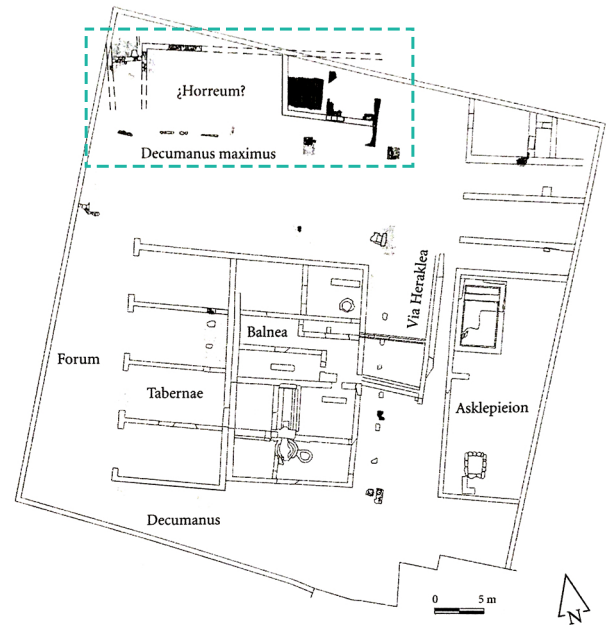 ¿Horreum?
Decumanus maximus
Via Heraklea
Balnea
Forum
Tabernae
Asklepieion
Decumanus
0 5 m
N